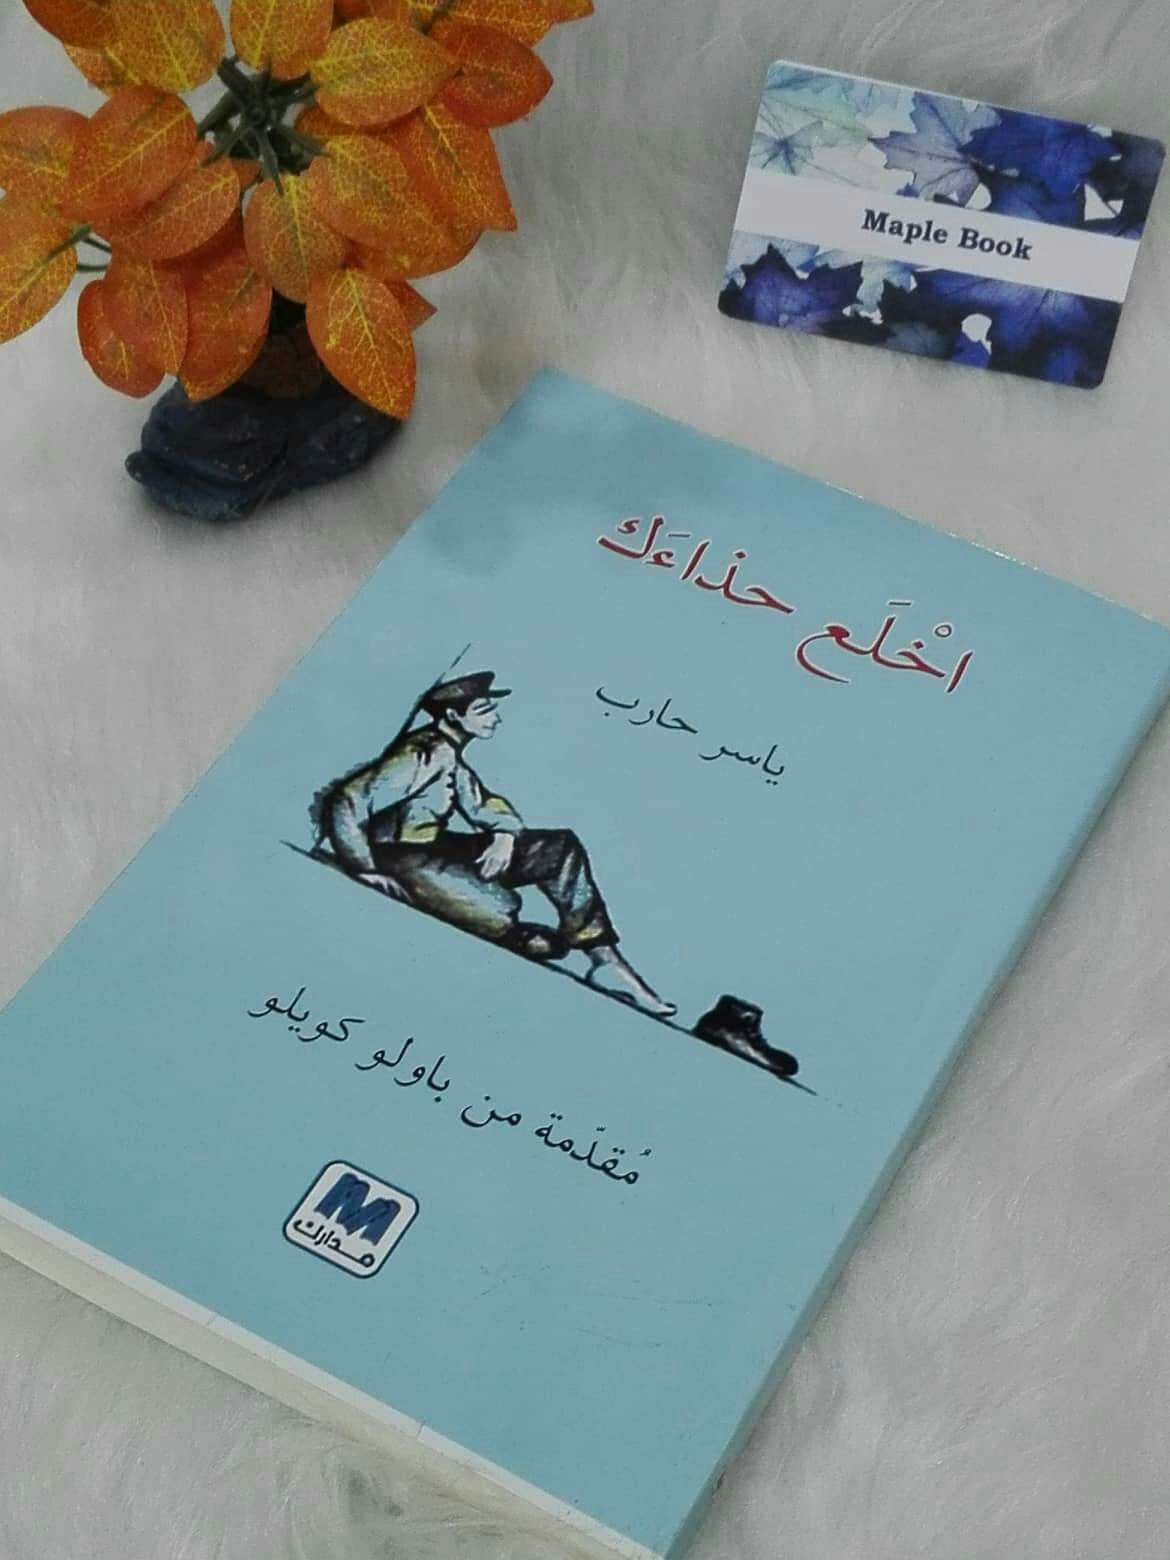 Maple Book
اخْلَع حذاءَك
ياسر حارب
مُقدّمة من باولو كويلو
M
مدارك